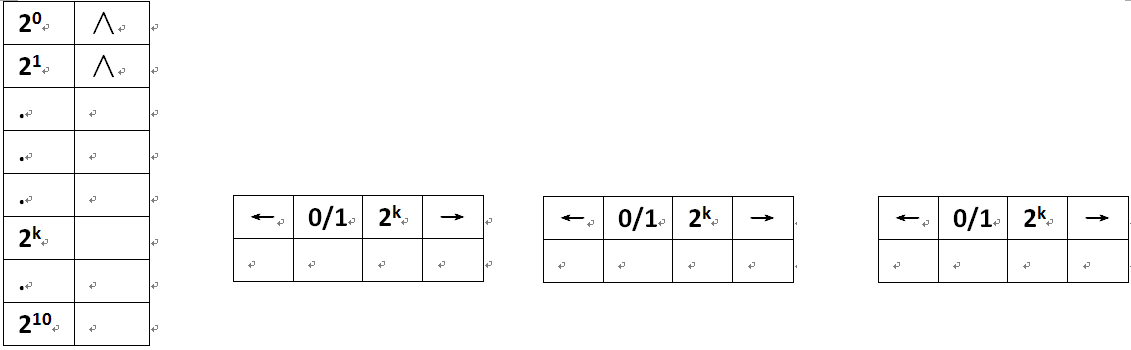 2⁰ ∧
2¹ ∧
.
.
.
2ᵏ
.
2¹⁰
← 0/1 2ᵏ →
← 0/1 2ᵏ →
← 0/1 2ᵏ →